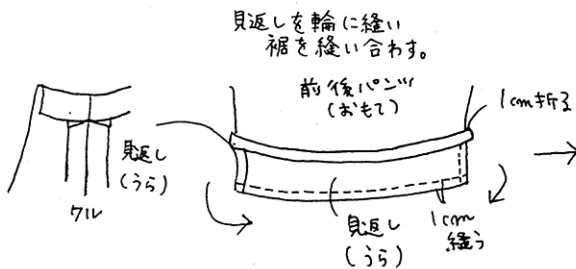 見返しを輪に縫い
裾を縫い合わす。
前後パンツ
(おもて)
1cm折る
見返し
(うら)
ワル
見返し
(うら)
1cm
縫う